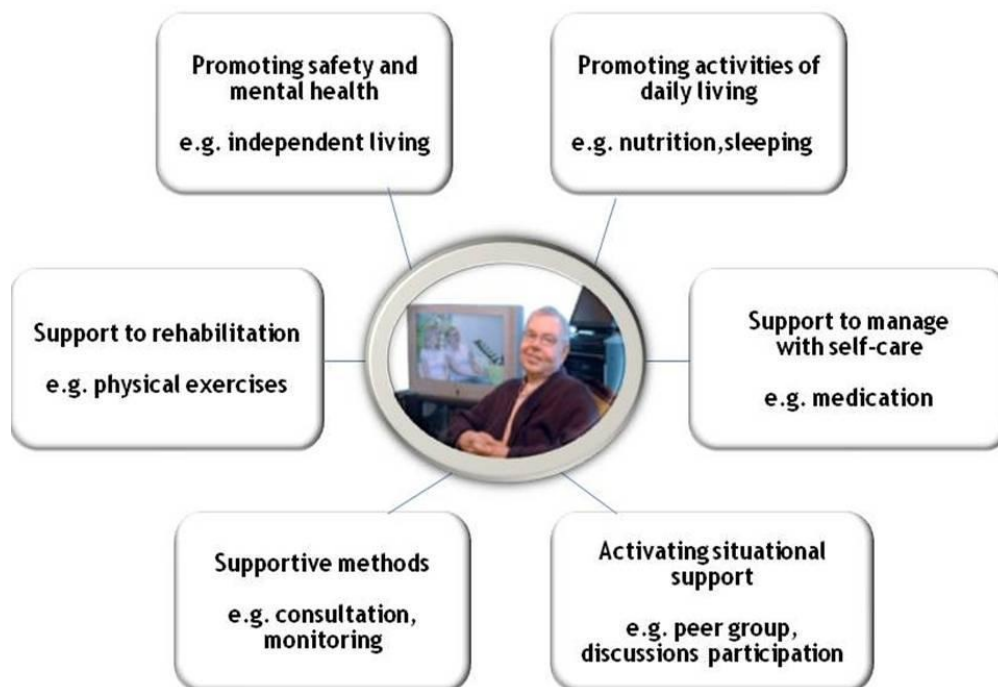 Promoting safety and
mental health
e.g. independent living
Promoting activities of
daily living
e.g. nutrition,sleeping
Support to rehabilitation
e.g. physical exercises
Support to manage
with self-care
e.g. medication
Supportive methods
e.g. consultation,
monitoring
Activating situational
support
e.g. peer group,
discussions participation